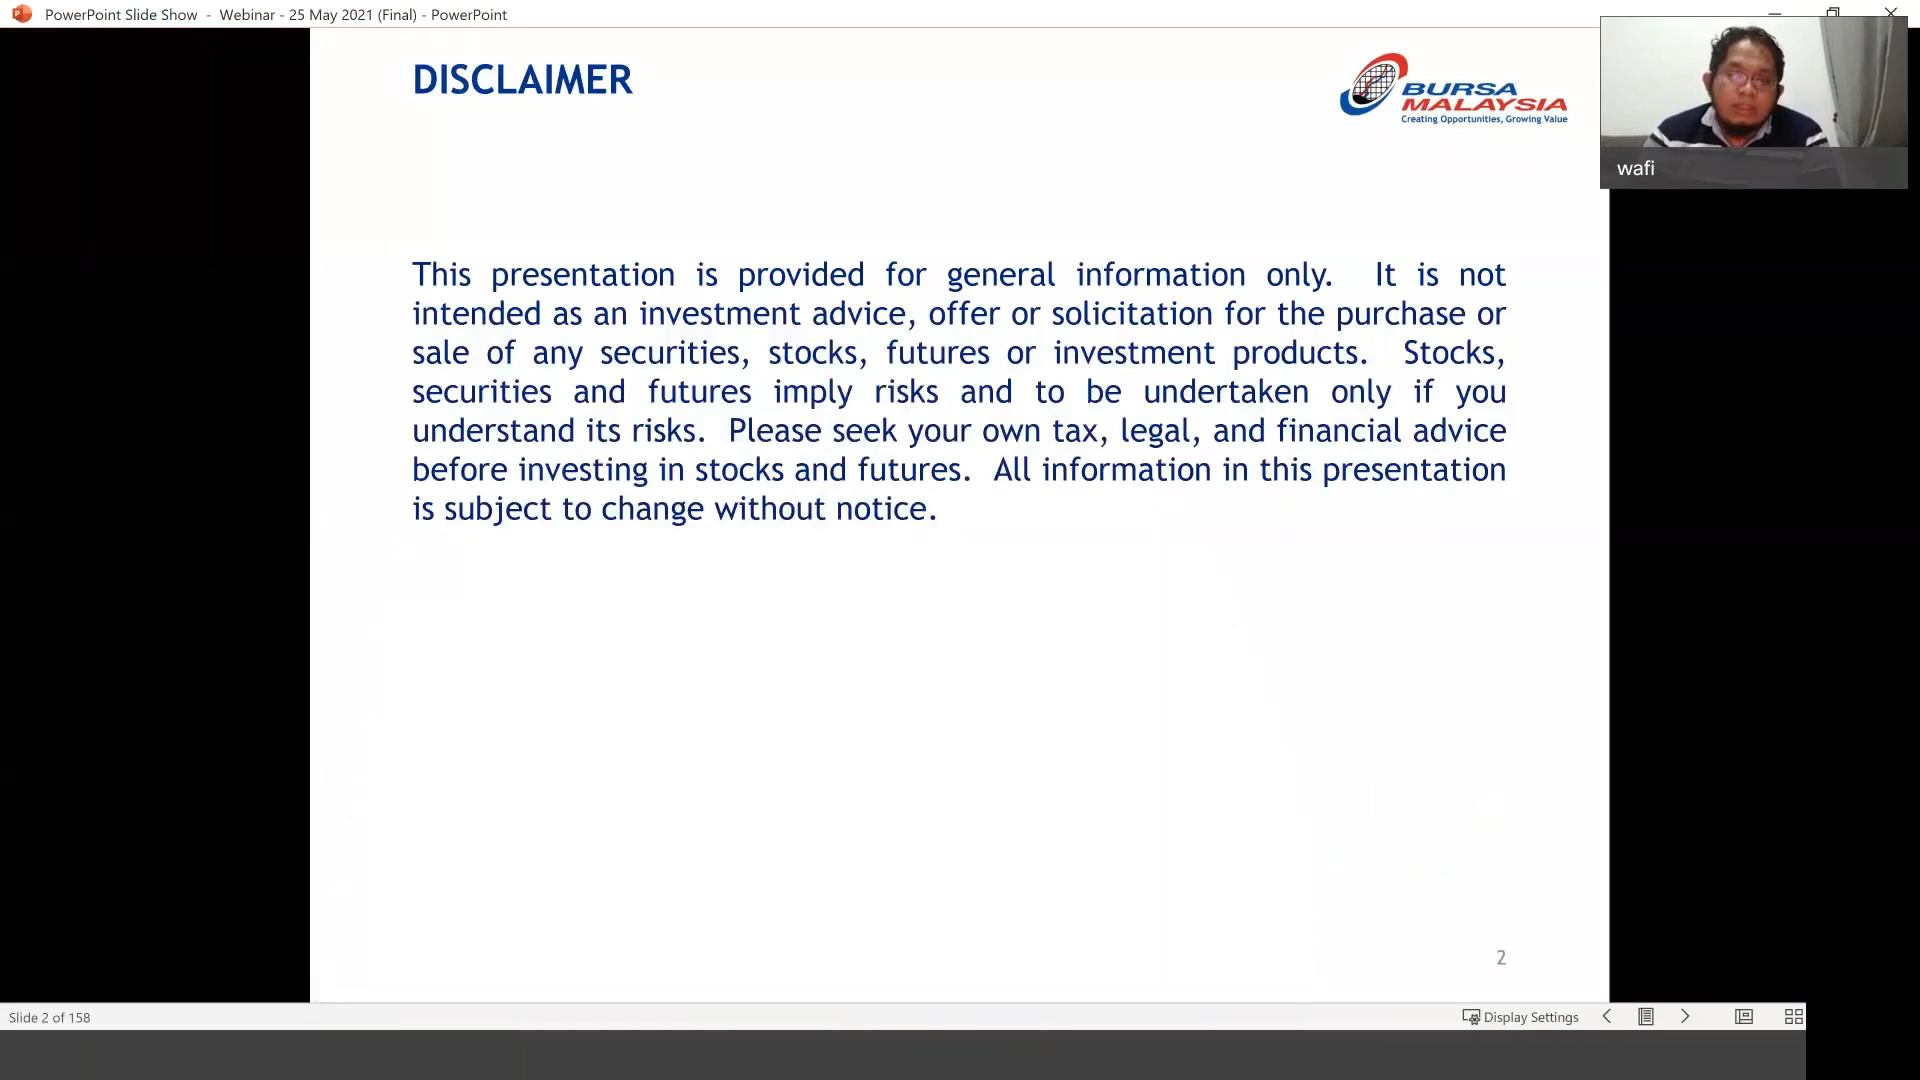 PowerPoint Slide Show - Webinar - 25 May 2021 (Final) - PowerPoint
DISCLAIMER
BURSA
MALAYSIA
Creating Opportunities, Growing Value
wafi
This presentation is provided for general information only. It is not
intended as an investment advice, offer or solicitation for the purchase or
sale of any securities, stocks, futures or investment products. Stocks,
securities and futures imply risks and to be undertaken only if you
understand its risks. Please seek your own tax, legal, and financial advice
before investing in stocks and futures. All information in this presentation
is subject to change without notice.
2
Slide 2 of 158
Display Settings